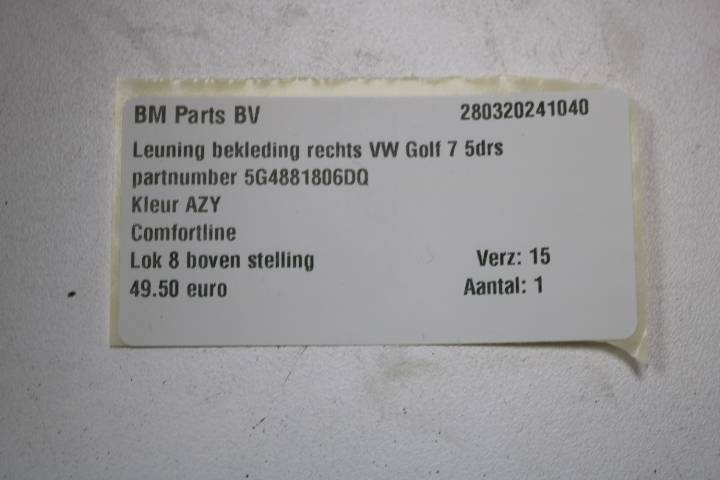 BM Parts BV 280320241040
Leuning bekleding rechts VW Golf 7 5drs
partnumber 5G4881806DQ
Kleur AZY
Comfortline
Lok 8 boven stelling Verz: 15
49.50 euro Aantal: 1